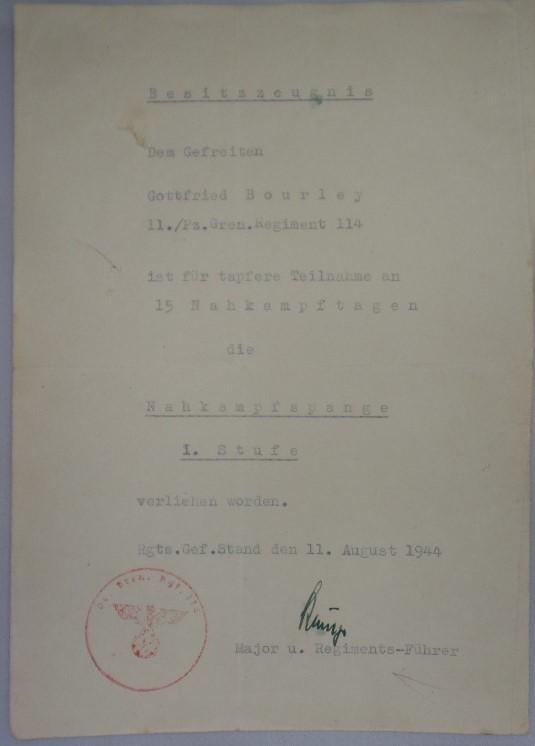 Besitzzeugnis
Dem Gefreiten
Gottfried Bourley
11./Pz.Gren.Regiment 114
ist für tapfere Teilnahme an
15 Nahkampftagen
die
Nahkampfspange
1. Stufe
verliehen worden.
Rgts.Gef.Stand den 11. August 1944
Major u. Regiments-Führer